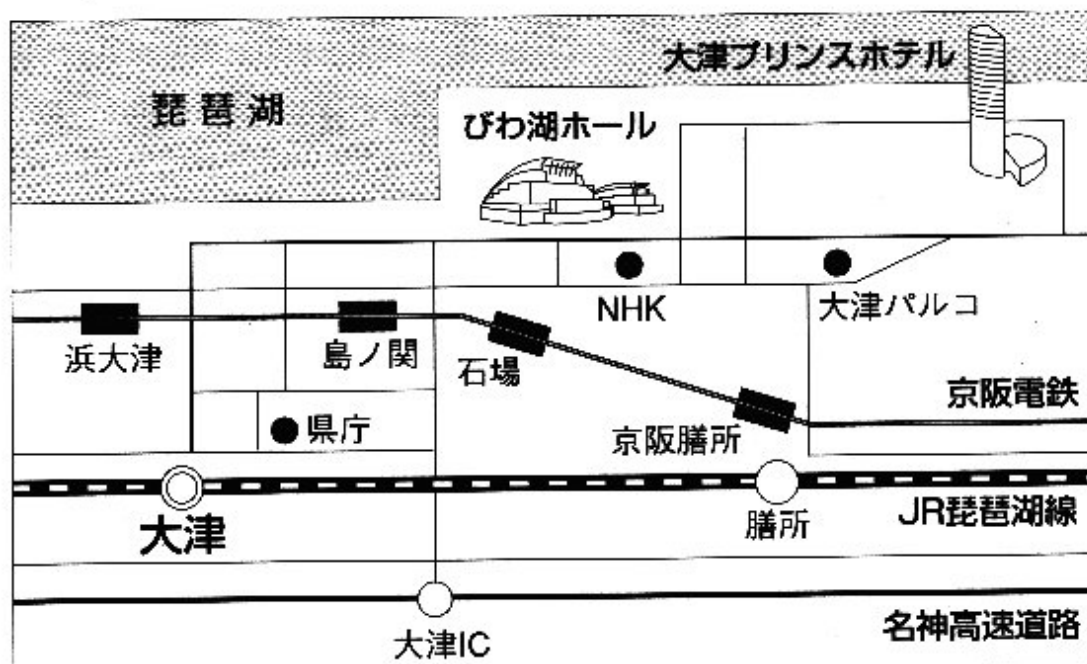 大津プリンスホテル
琵琶湖
びわ湖ホール
NHK
大津パルコ
浜大津
島ノ関
石場
京阪電鉄
県庁
京阪膳所
大津
膳所
JR琵琶湖線
大津IC
名神高速道路